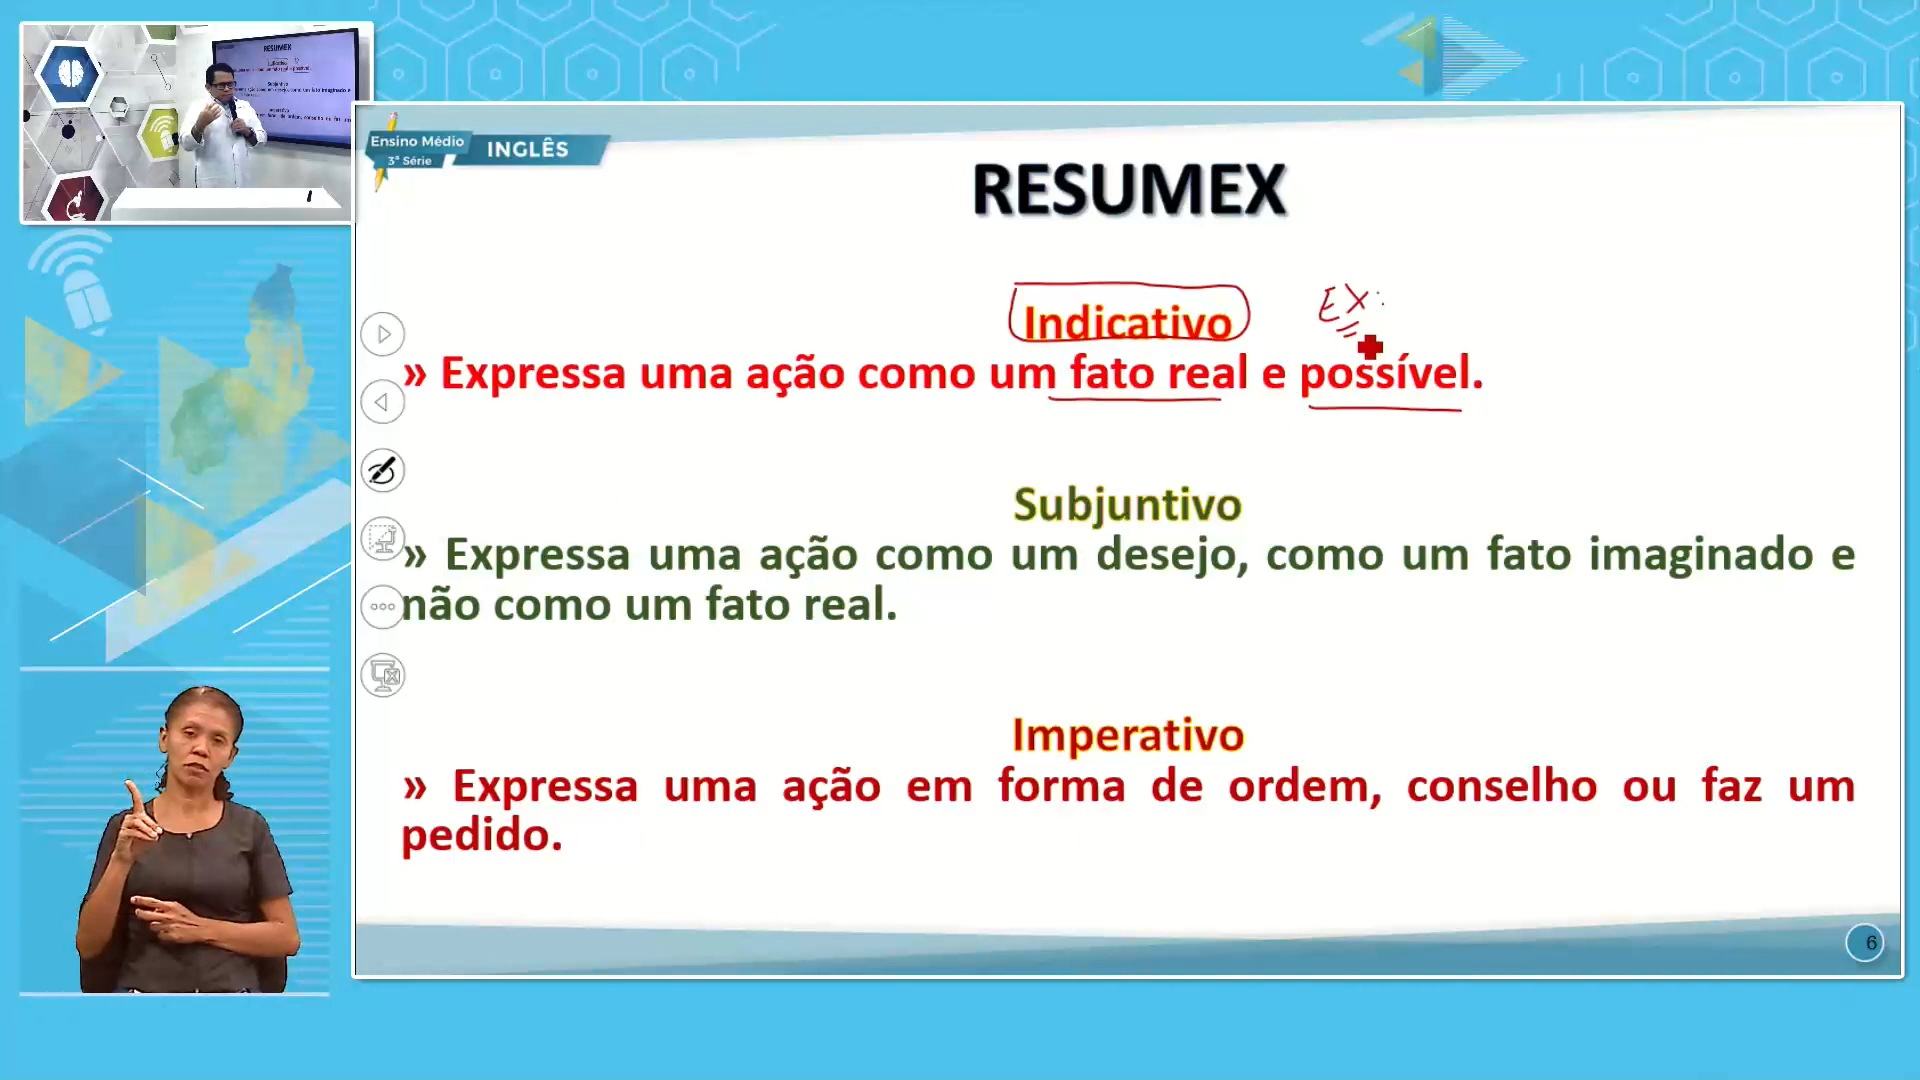 RESUMEX
Ensino Médio
3ª Série
INGLÊS
RESUMEX
Indicativo
EX:
» Expressa uma ação como um fato real e possível.
Subjuntivo
» Expressa uma ação como um desejo, como um fato imaginado e
não como um fato real.
Imperativo
» Expressa uma ação em forma de ordem, conselho ou faz um
pedido.
6